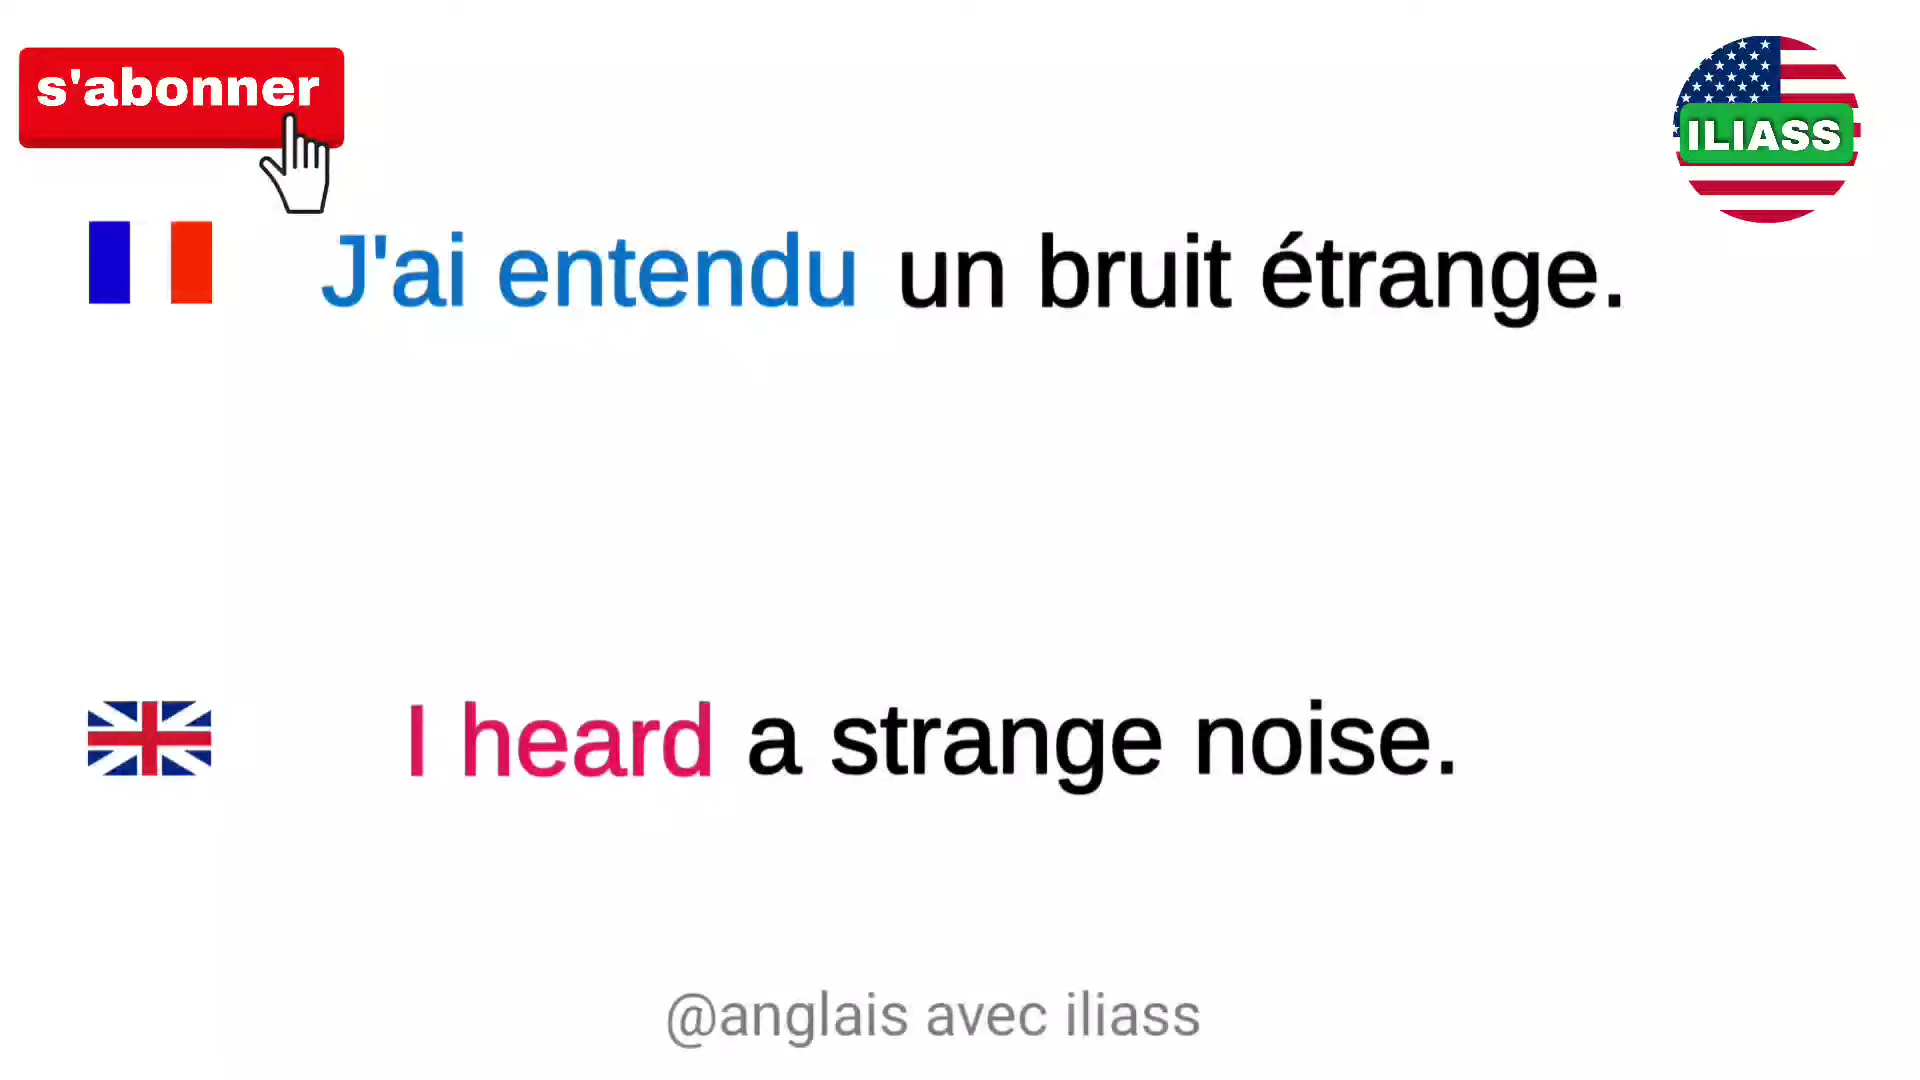 s'abonner
ILIASS
J'ai entendu un bruit étrange.
I heard a strange noise.
@anglais avec iliass